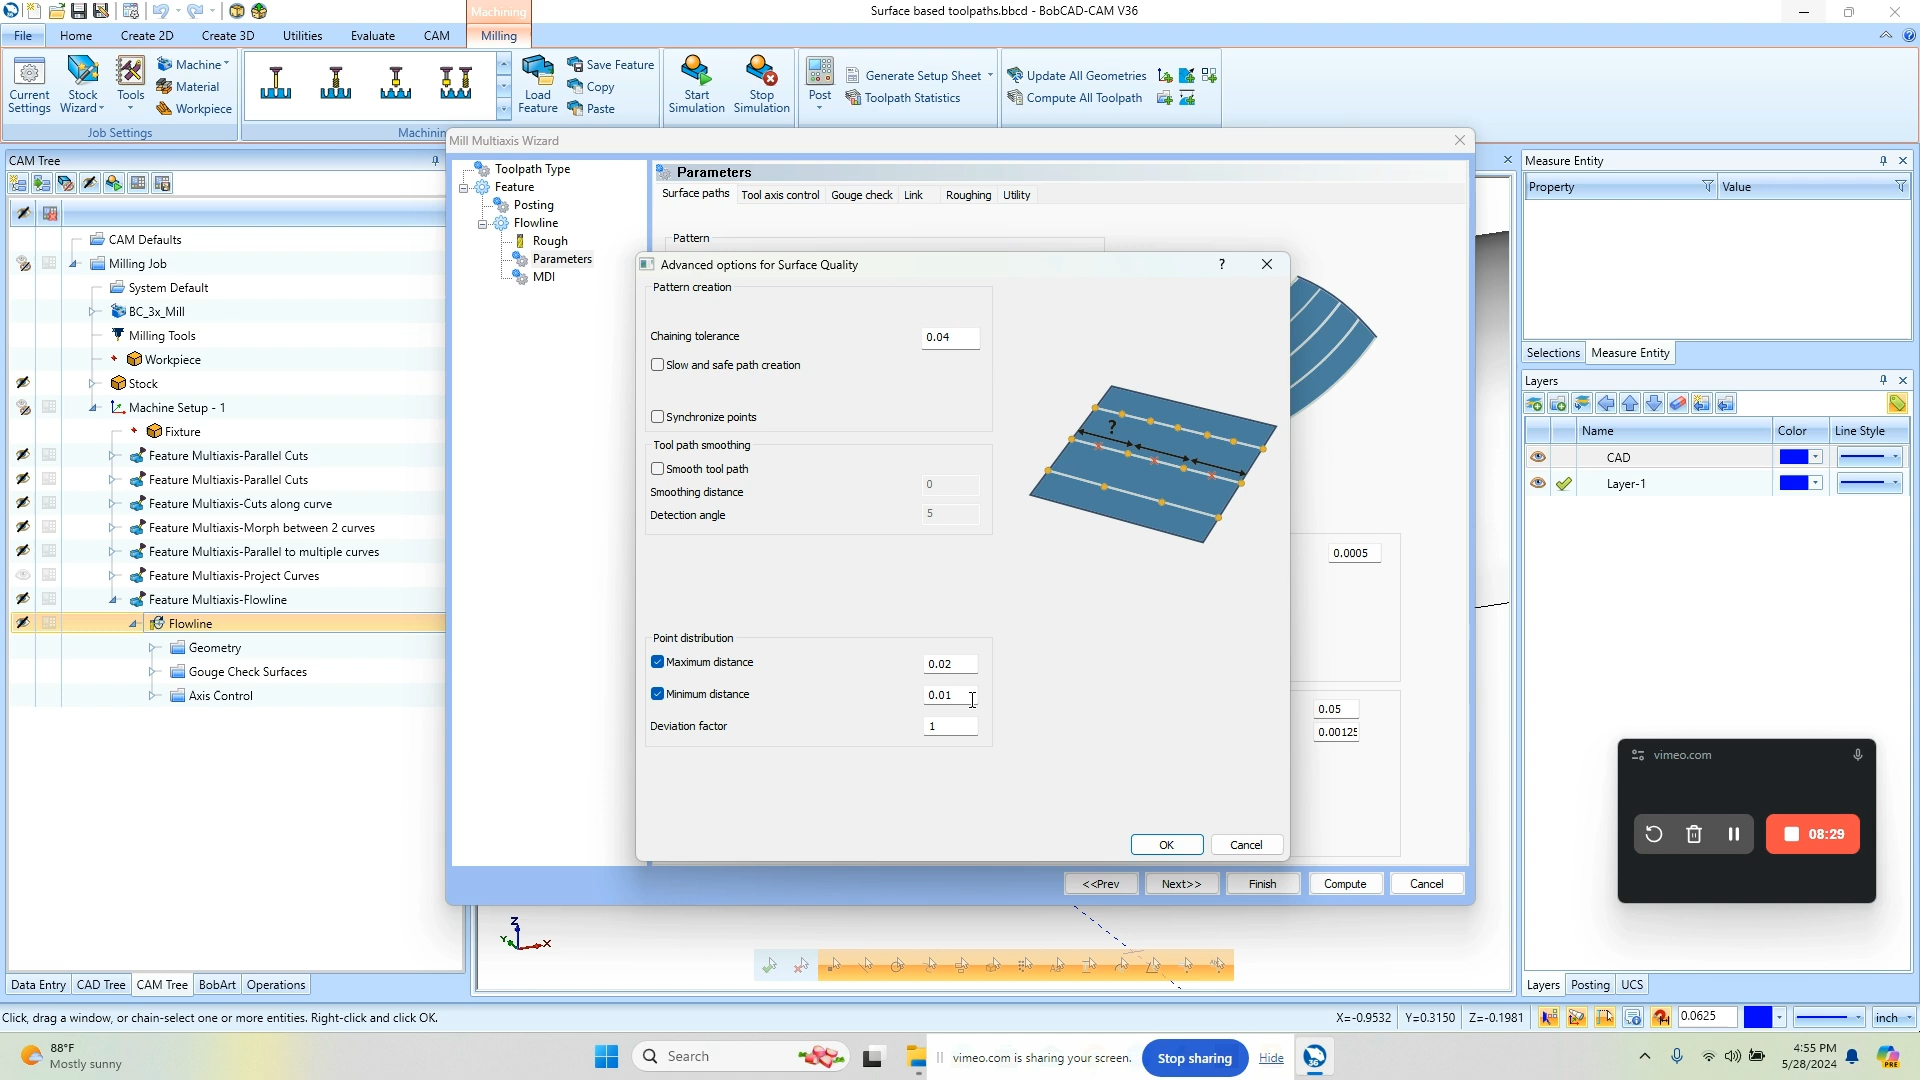 Surface based toolpaths.bbcd - BobCAD-CAM V36
Machining
File Home Create 2D Create 3D Utilities Evaluate CAM Milling
Current Settings
Stock Wizard
Tools
Machine
Material
Workpiece
Job Settings
Machinin
Load Feature
Save Feature
Copy
Paste
Start Simulation
Stop Simulation
Post
Generate Setup Sheet
Toolpath Statistics
Update All Geometries
Compute All Toolpath
CAM Tree
CAM Defaults
Milling Job
System Default
BC_3x_Mill
Milling Tools
Workpiece
Stock
Machine Setup - 1
Fixture
Feature Multiaxis-Parallel Cuts
Feature Multiaxis-Parallel Cuts
Feature Multiaxis-Cuts along curve
Feature Multiaxis-Morph between 2 curves
Feature Multiaxis-Parallel to multiple curves
Feature Multiaxis-Project Curves
Feature Multiaxis-Flowline
Flowline
Geometry
Gouge Check Surfaces
Axis Control
Data Entry CAD Tree CAM Tree BobArt Operations
Mill Multiaxis Wizard
Toolpath Type
Feature
Posting
Flowline
Rough
Parameters
MDI
Parameters
Surface paths Tool axis control Gouge check Link Roughing Utility
Pattern
0.0005
0.05
0.00125
Advanced options for Surface Quality
?
Pattern creation
Chaining tolerance 0.04
Slow and safe path creation
Synchronize points
Tool path smoothing
Smooth tool path
Smoothing distance 0
Detection angle 5
?
Point distribution
Maximum distance 0.02
Minimum distance 0.01
Deviation factor 1
OK Cancel
<<Prev Next>> Finish Compute Cancel
Z
Y X
Measure Entity
Property Value
Selections Measure Entity
Layers
Name Color Line Style
CAD
Layer-1
vimeo.com
08:29
Layers Posting UCS
Click, drag a window, or chain-select one or more entities. Right-click and click OK.
X=-0.9532 Y=0.3150 Z=-0.1981
0.0625
inch
88°F
Mostly sunny
Search
vimeo.com is sharing your screen.
Stop sharing
Hide
4:55 PM
5/28/2024
PRE